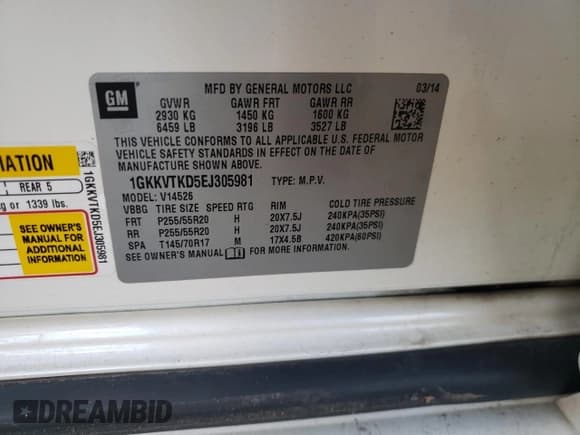 GM
MFD BY GENERAL MOTORS LLC 03/14
GVWR GAWR FRT GAWR RR
2930 KG 1450 KG 1600 KG
6459 LB 3196 LB 3527 LB
THIS VEHICLE CONFORMS TO ALL APPLICABLE U.S. FEDERAL MOTOR
VEHICLE SAFETY STANDARDS IN EFFECT ON THE DATE OF
MANUFACTURE SHOWN ABOVE.
1GKKVTKD5EJ305981 TYPE: M.P.V.
MODEL: V14526
VBBG TIRE SIZE SPEED RTG RIM COLD TIRE PRESSURE
FRT P255/55R20 H 20X7.5J 240KPA(35PSI)
RR P255/55R20 H 20X7.5J 240KPA(35PSI)
SPA T145/70R17 M 17X4.5B 420KPA(60PSI)
SEE OWNER'S MANUAL FOR MORE INFORMATION.
MATION
REAR 5
g or 1339 lbs.
SEE OWNER'S
MANUAL FOR
ADDITIONAL
INFORMATION
1GKKVTKD5EJ305981
DREAMBID